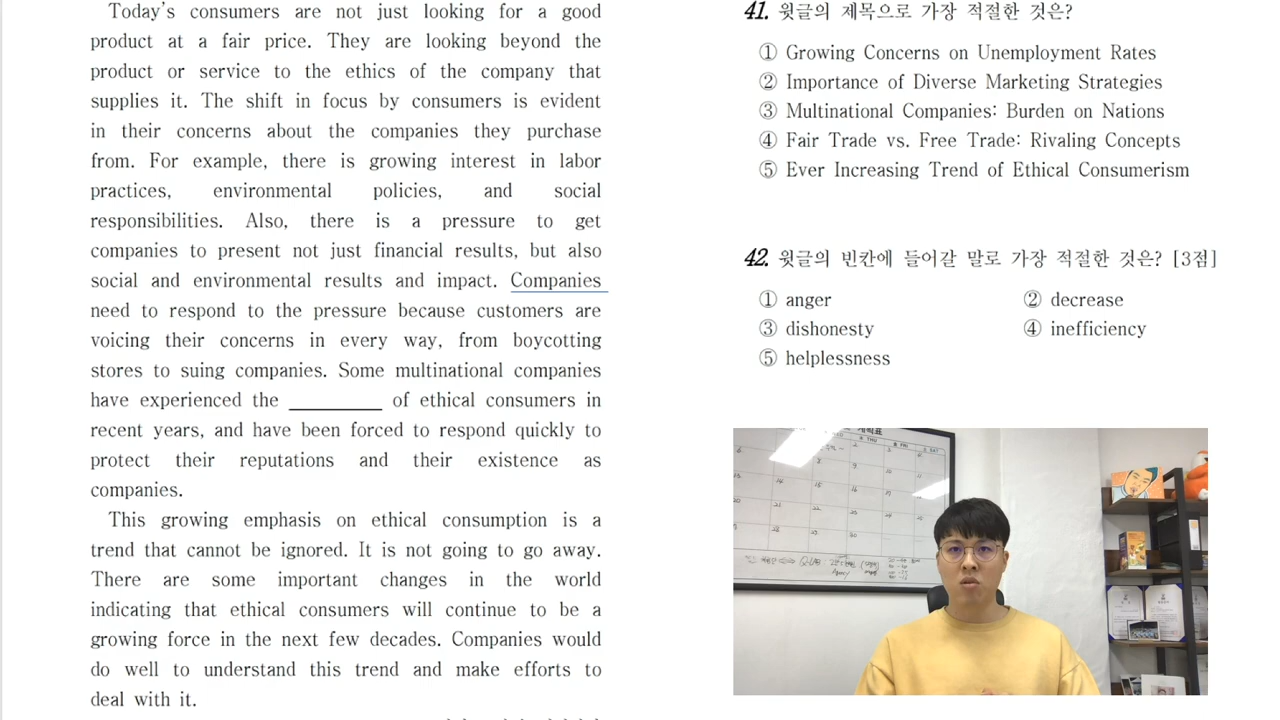 Today's consumers are not just looking for a good
product at a fair price. They are looking beyond the
product or service to the ethics of the company that
supplies it. The shift in focus by consumers is evident
in their concerns about the companies they purchase
from. For example, there is growing interest in labor
practices, environmental policies, and social
responsibilities. Also, there is a pressure to get
companies to present not just financial results, but also
social and environmental results and impact. Companies
need to respond to the pressure because customers are
voicing their concerns in every way, from boycotting
stores to suing companies. Some multinational companies
have experienced the ________ of ethical consumers in
recent years, and have been forced to respond quickly to
protect their reputations and their existence as
companies.
This growing emphasis on ethical consumption is a
trend that cannot be ignored. It is not going to go away.
There are some important changes in the world
indicating that ethical consumers will continue to be a
growing force in the next few decades. Companies would
do well to understand this trend and make efforts to
deal with it.
41. 윗글의 제목으로 가장 적절한 것은?
① Growing Concerns on Unemployment Rates
② Importance of Diverse Marketing Strategies
③ Multinational Companies: Burden on Nations
④ Fair Trade vs. Free Trade: Rivaling Concepts
⑤ Ever Increasing Trend of Ethical Consumerism
42. 윗글의 빈칸에 들어갈 말로 가장 적절한 것은? [3점]
① anger
② decrease
③ dishonesty
④ inefficiency
⑤ helplessness